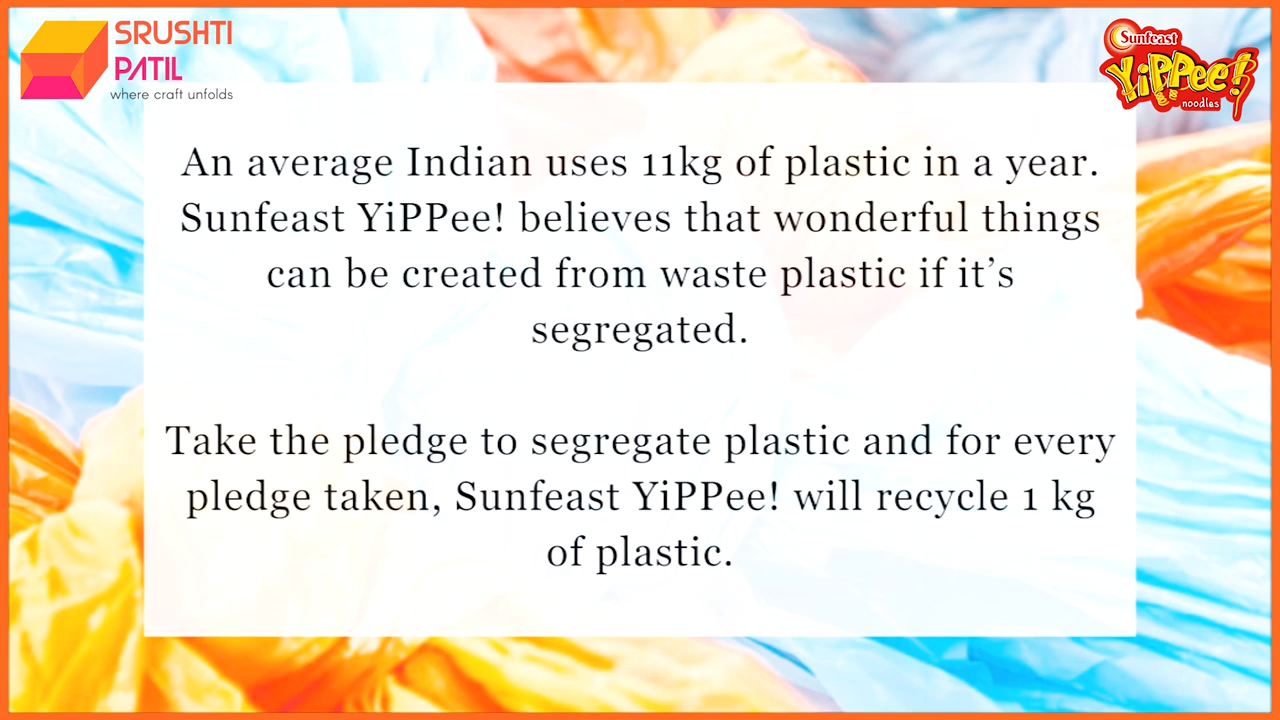 SRUSHTI
PATIL
where craft unfolds
Sunfeast
YiPPee!
noodles
An average Indian uses 11kg of plastic in a year.
Sunfeast YiPPee! believes that wonderful things
can be created from waste plastic if it’s
segregated.
Take the pledge to segregate plastic and for every
pledge taken, Sunfeast YiPPee! will recycle 1 kg
of plastic.